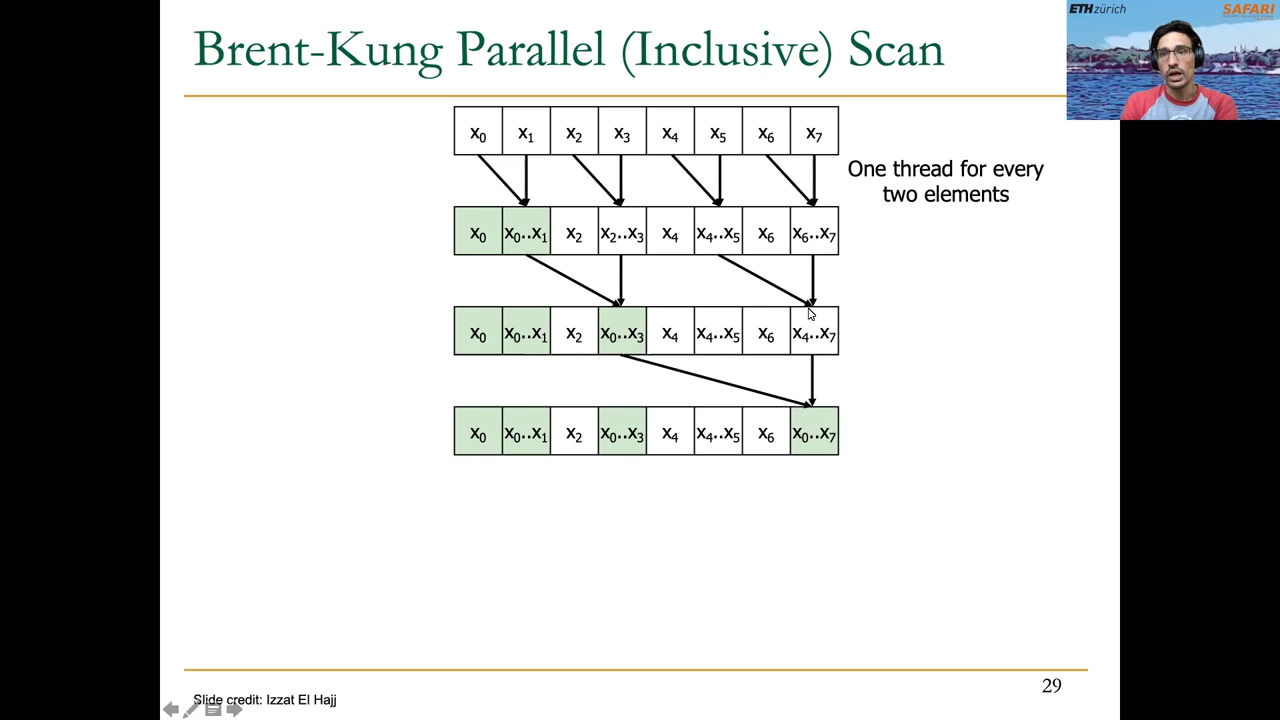 Brent-Kung Parallel (Inclusive) Scan
ETH zürich
SAFARI
x₀ x₁ x₂ x₃ x₄ x₅ x₆ x₇
One thread for every
two elements
x₀ x₀..x₁ x₂ x₂..x₃ x₄ x₄..x₅ x₆ x₆..x₇
x₀ x₀..x₁ x₂ x₀..x₃ x₄ x₄..x₅ x₆ x₄..x₇
x₀ x₀..x₁ x₂ x₀..x₃ x₄ x₄..x₅ x₆ x₀..x₇
Slide credit: Izzat El Hajj
29